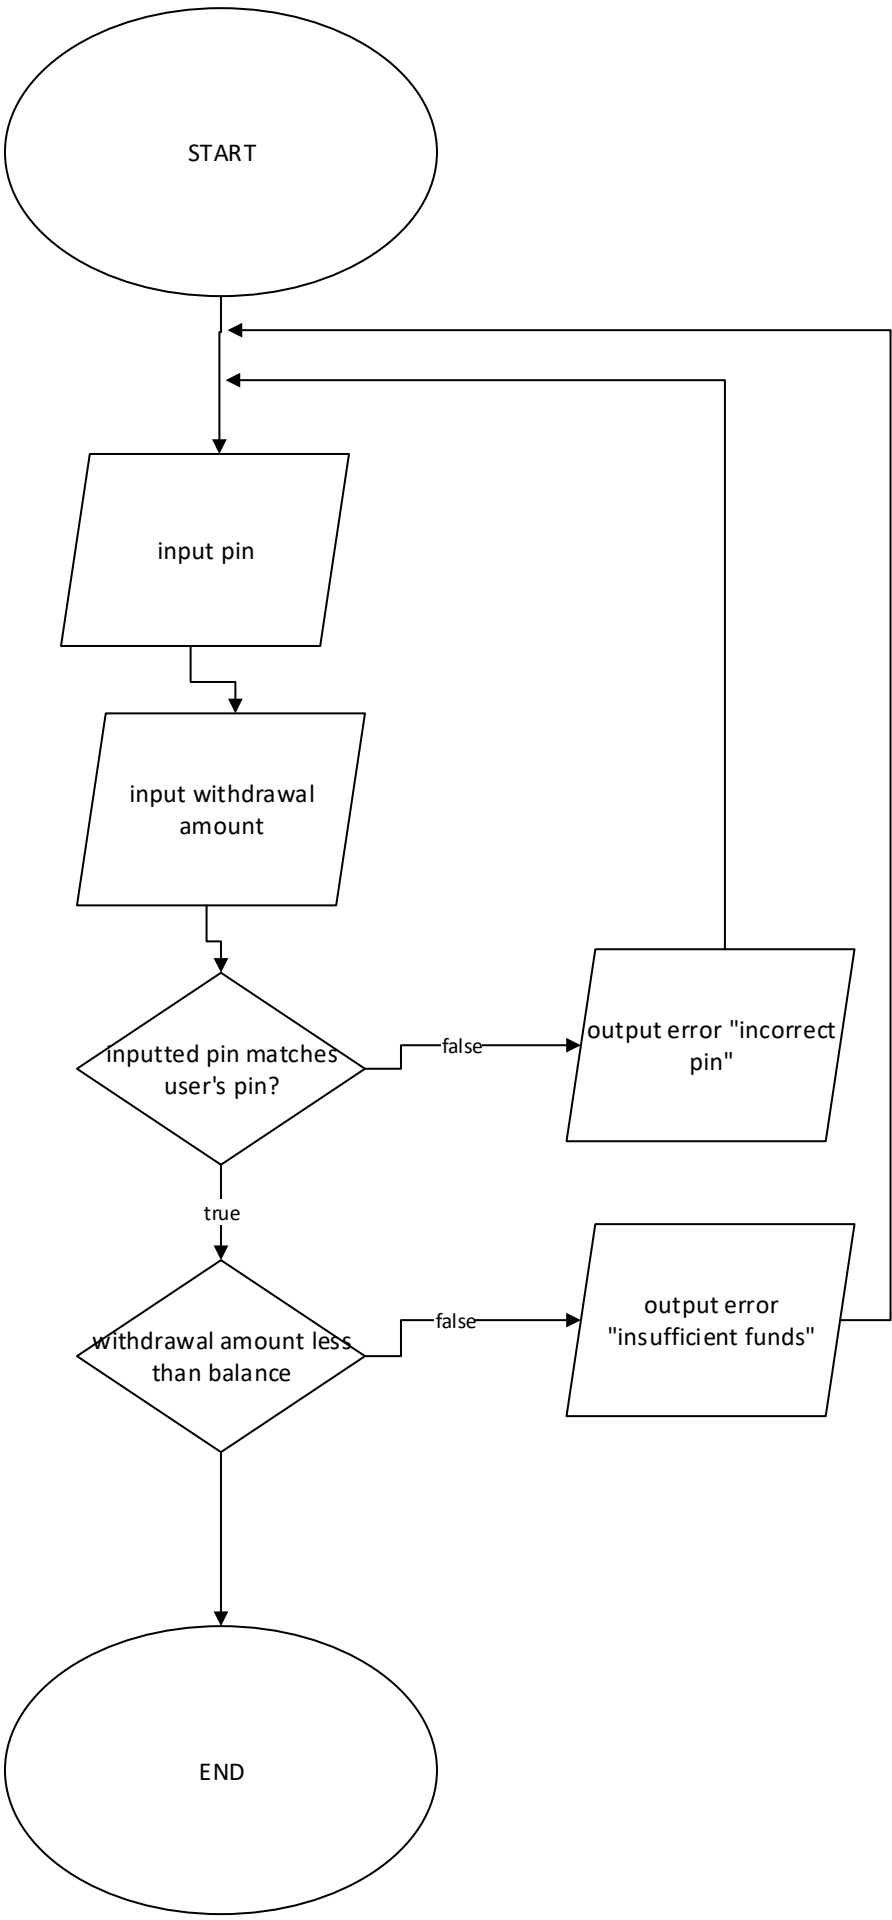 START
input pin
input withdrawal
amount
inputted pin matches
user's pin?
false
output error "incorrect
pin"
true
withdrawal amount less
than balance
false
output error
"insufficient funds"
END